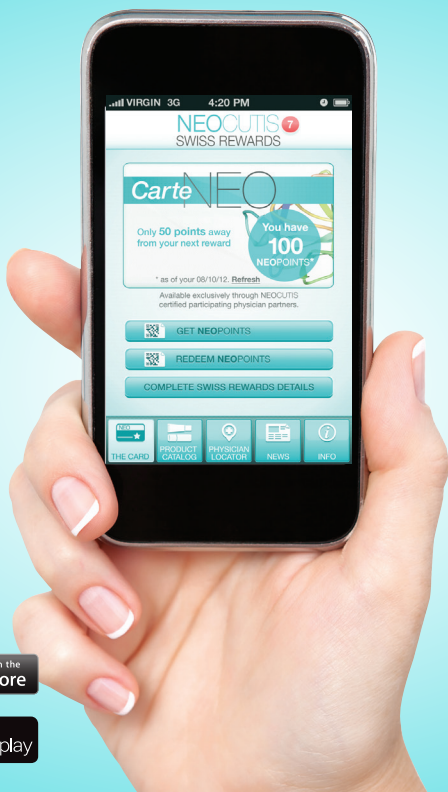 VIRGIN 3G 4:20 PM
NEOCUTIS 7
SWISS REWARDS
Carte NEO
Only 50 points away
from your next reward
You have
100
NEOPOINTS*
* as of your 08/10/12. Refresh
Available exclusively through NEOCUTIS
certified participating physician partners.
GET NEOPOINTS
REDEEM NEOPOINTS
COMPLETE SWISS REWARDS DETAILS
NEO
THE CARD
PRODUCT
CATALOG
PHYSICIAN
LOCATOR
NEWS
INFO
the
ore
play